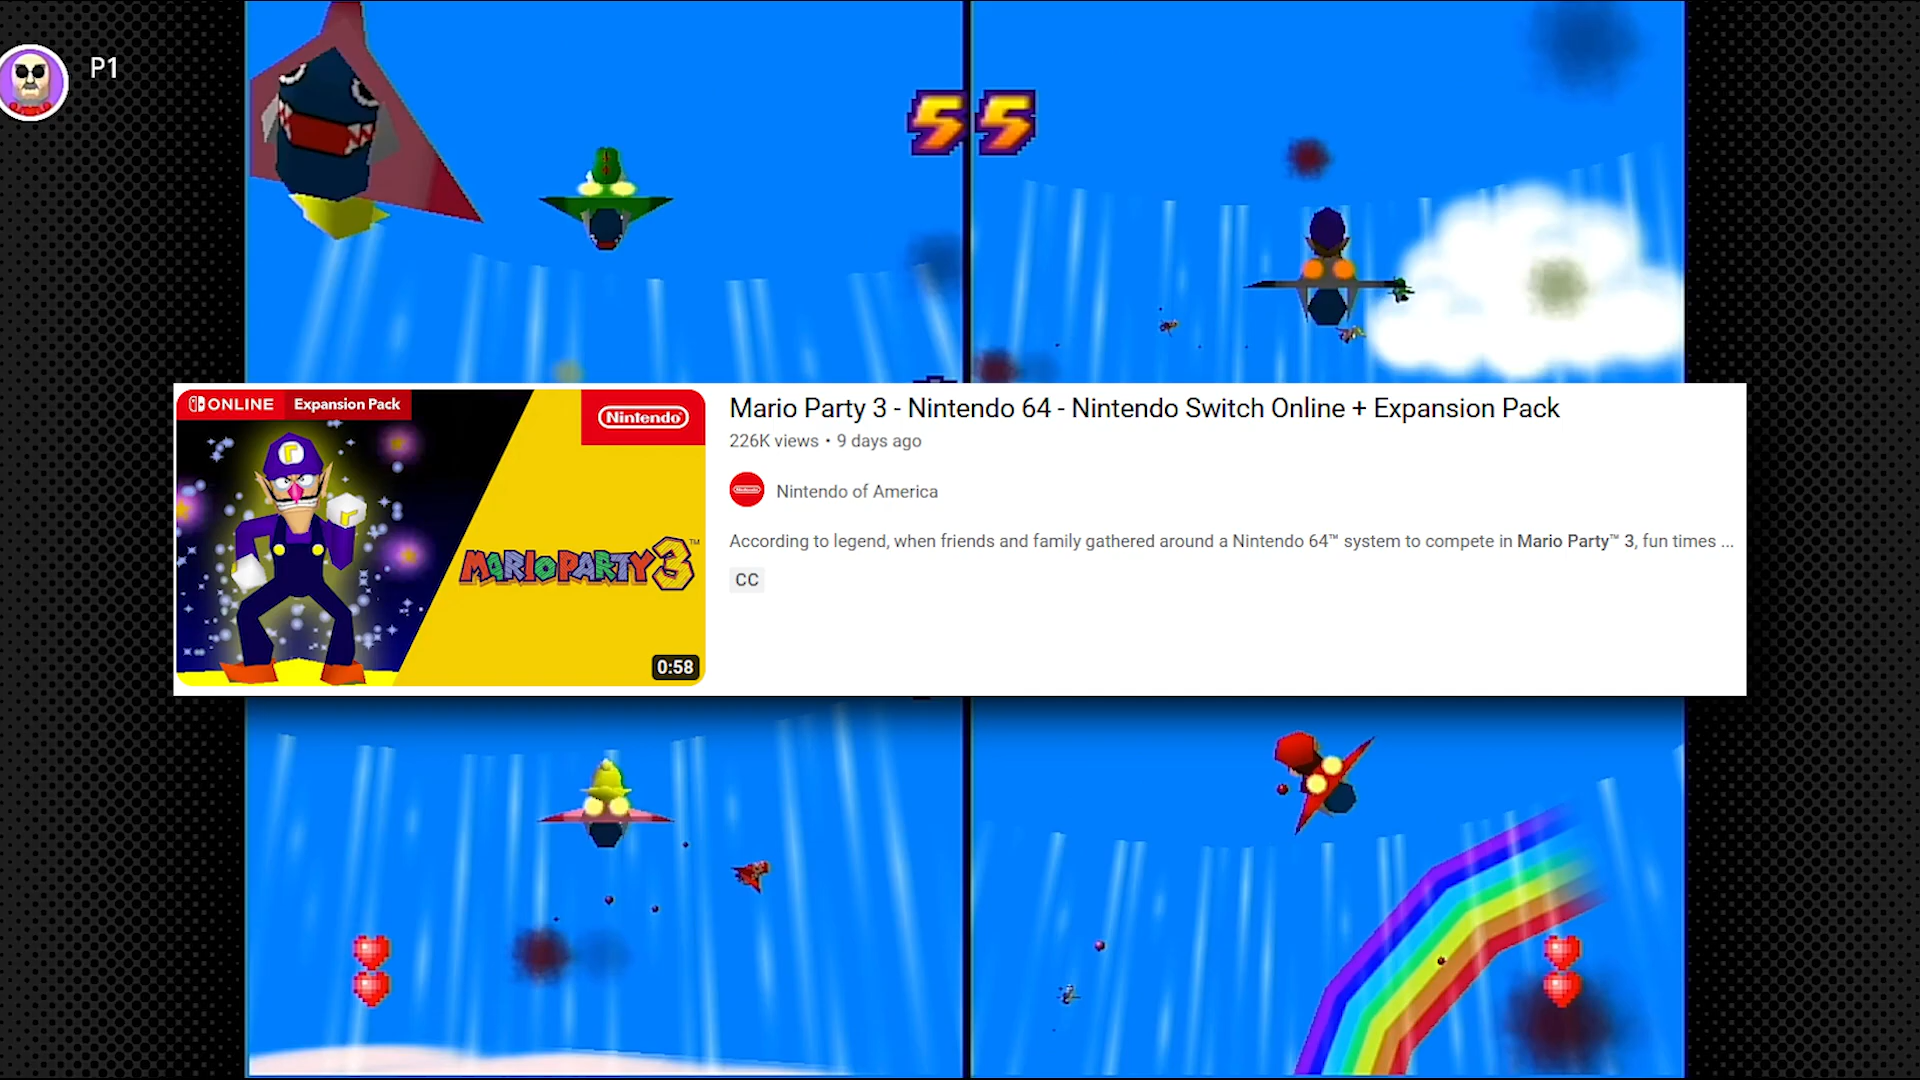 P1
55
ONLINE Expansion Pack
Nintendo
MARIO PARTY 3™
0:58
Mario Party 3 - Nintendo 64 - Nintendo Switch Online + Expansion Pack
226K views • 9 days ago
Nintendo of America
According to legend, when friends and family gathered around a Nintendo 64™ system to compete in Mario Party™ 3, fun times ...
CC